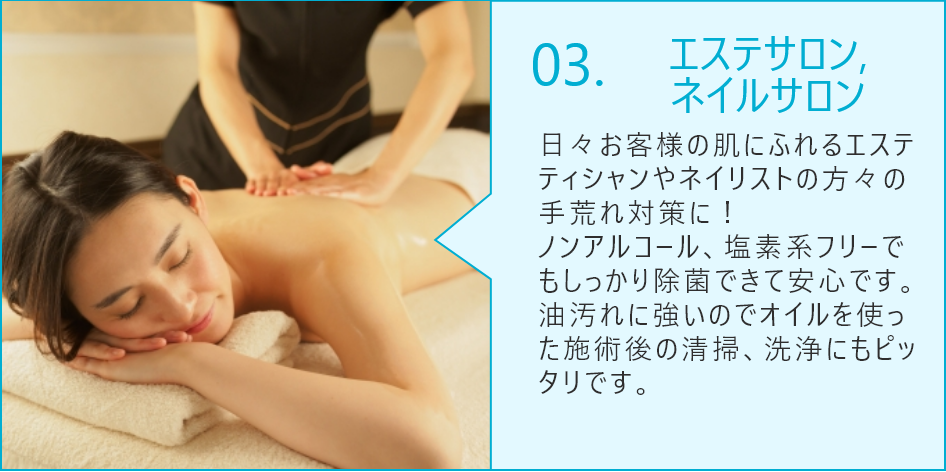 03.
エステサロン,
ネイルサロン
日々お客様の肌にふれるエステ
ティシャンやネイリストの方々の
手荒れ対策に！
ノンアルコール、塩素系フリーで
もしっかり除菌できて安心です。
油汚れに強いのでオイルを使っ
た施術後の清掃、洗浄にもピッ
タリです。